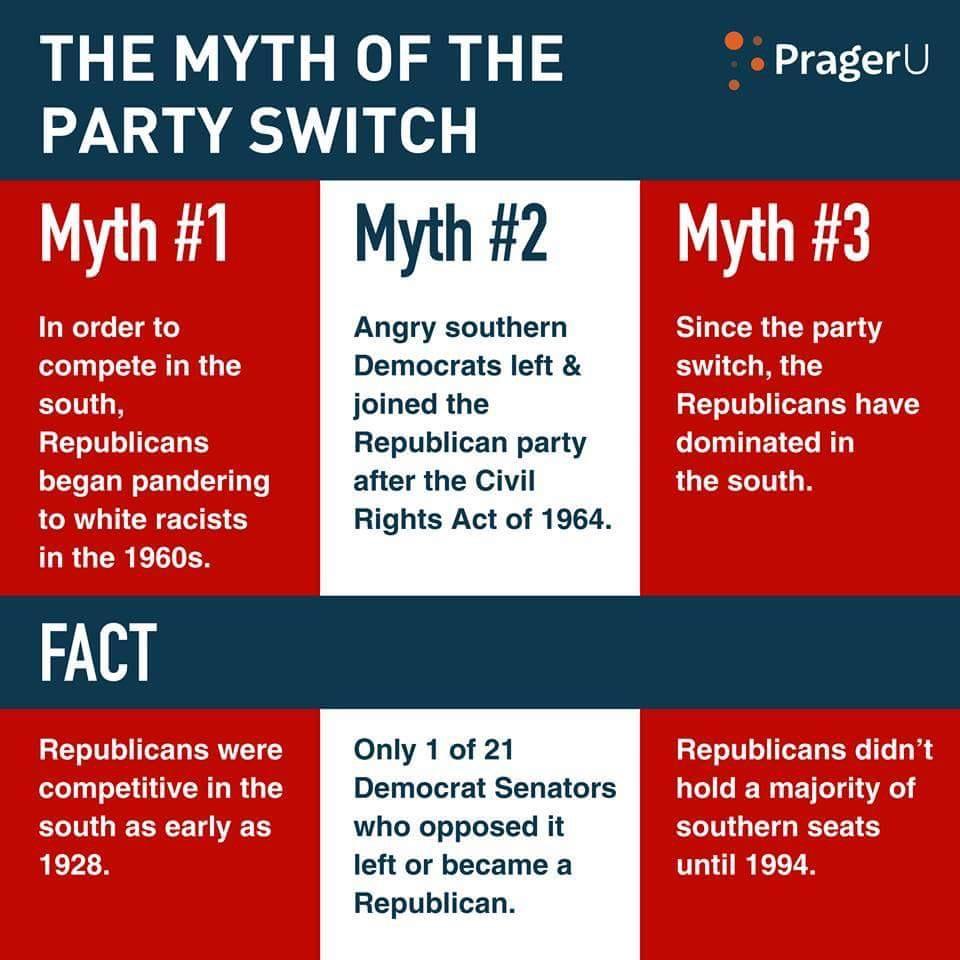 THE MYTH OF THE
PARTY SWITCH
PragerU
Myth #1
In order to
compete in the
south,
Republicans
began pandering
to white racists
in the 1960s.
Myth #2
Angry southern
Democrats left &
joined the
Republican party
after the Civil
Rights Act of 1964.
Myth #3
Since the party
switch, the
Republicans have
dominated in
the south.
FACT
Republicans were
competitive in the
south as early as
1928.
Only 1 of 21
Democrat Senators
who opposed it
left or became a
Republican.
Republicans didn't
hold a majority of
southern seats
until 1994.